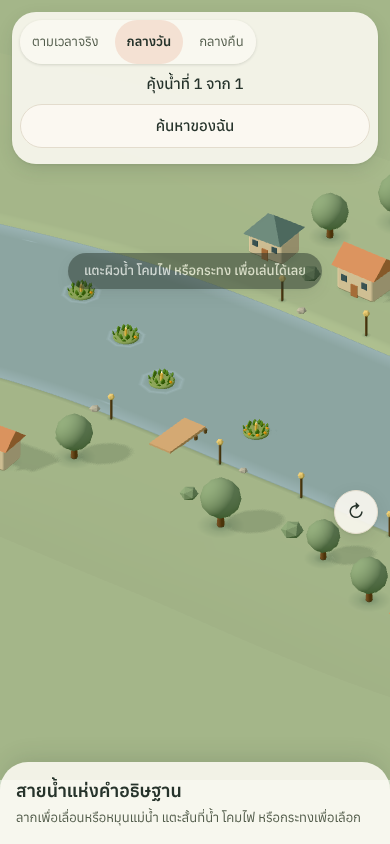 ตามเวลาจริง กลางวัน กลางคืน
คุ้งน้ำที่ 1 จาก 1
ค้นหาของฉัน
แตะผิวน้ำ โคมไฟ หรือกระทง เพื่อเล่นได้เลย
สายน้ำแห่งคำอธิษฐาน
ลากเพื่อเลื่อนหรือหมุนแม่น้ำ แตะสั้นที่น้ำ โคมไฟ หรือกระทงเพื่อเลือก